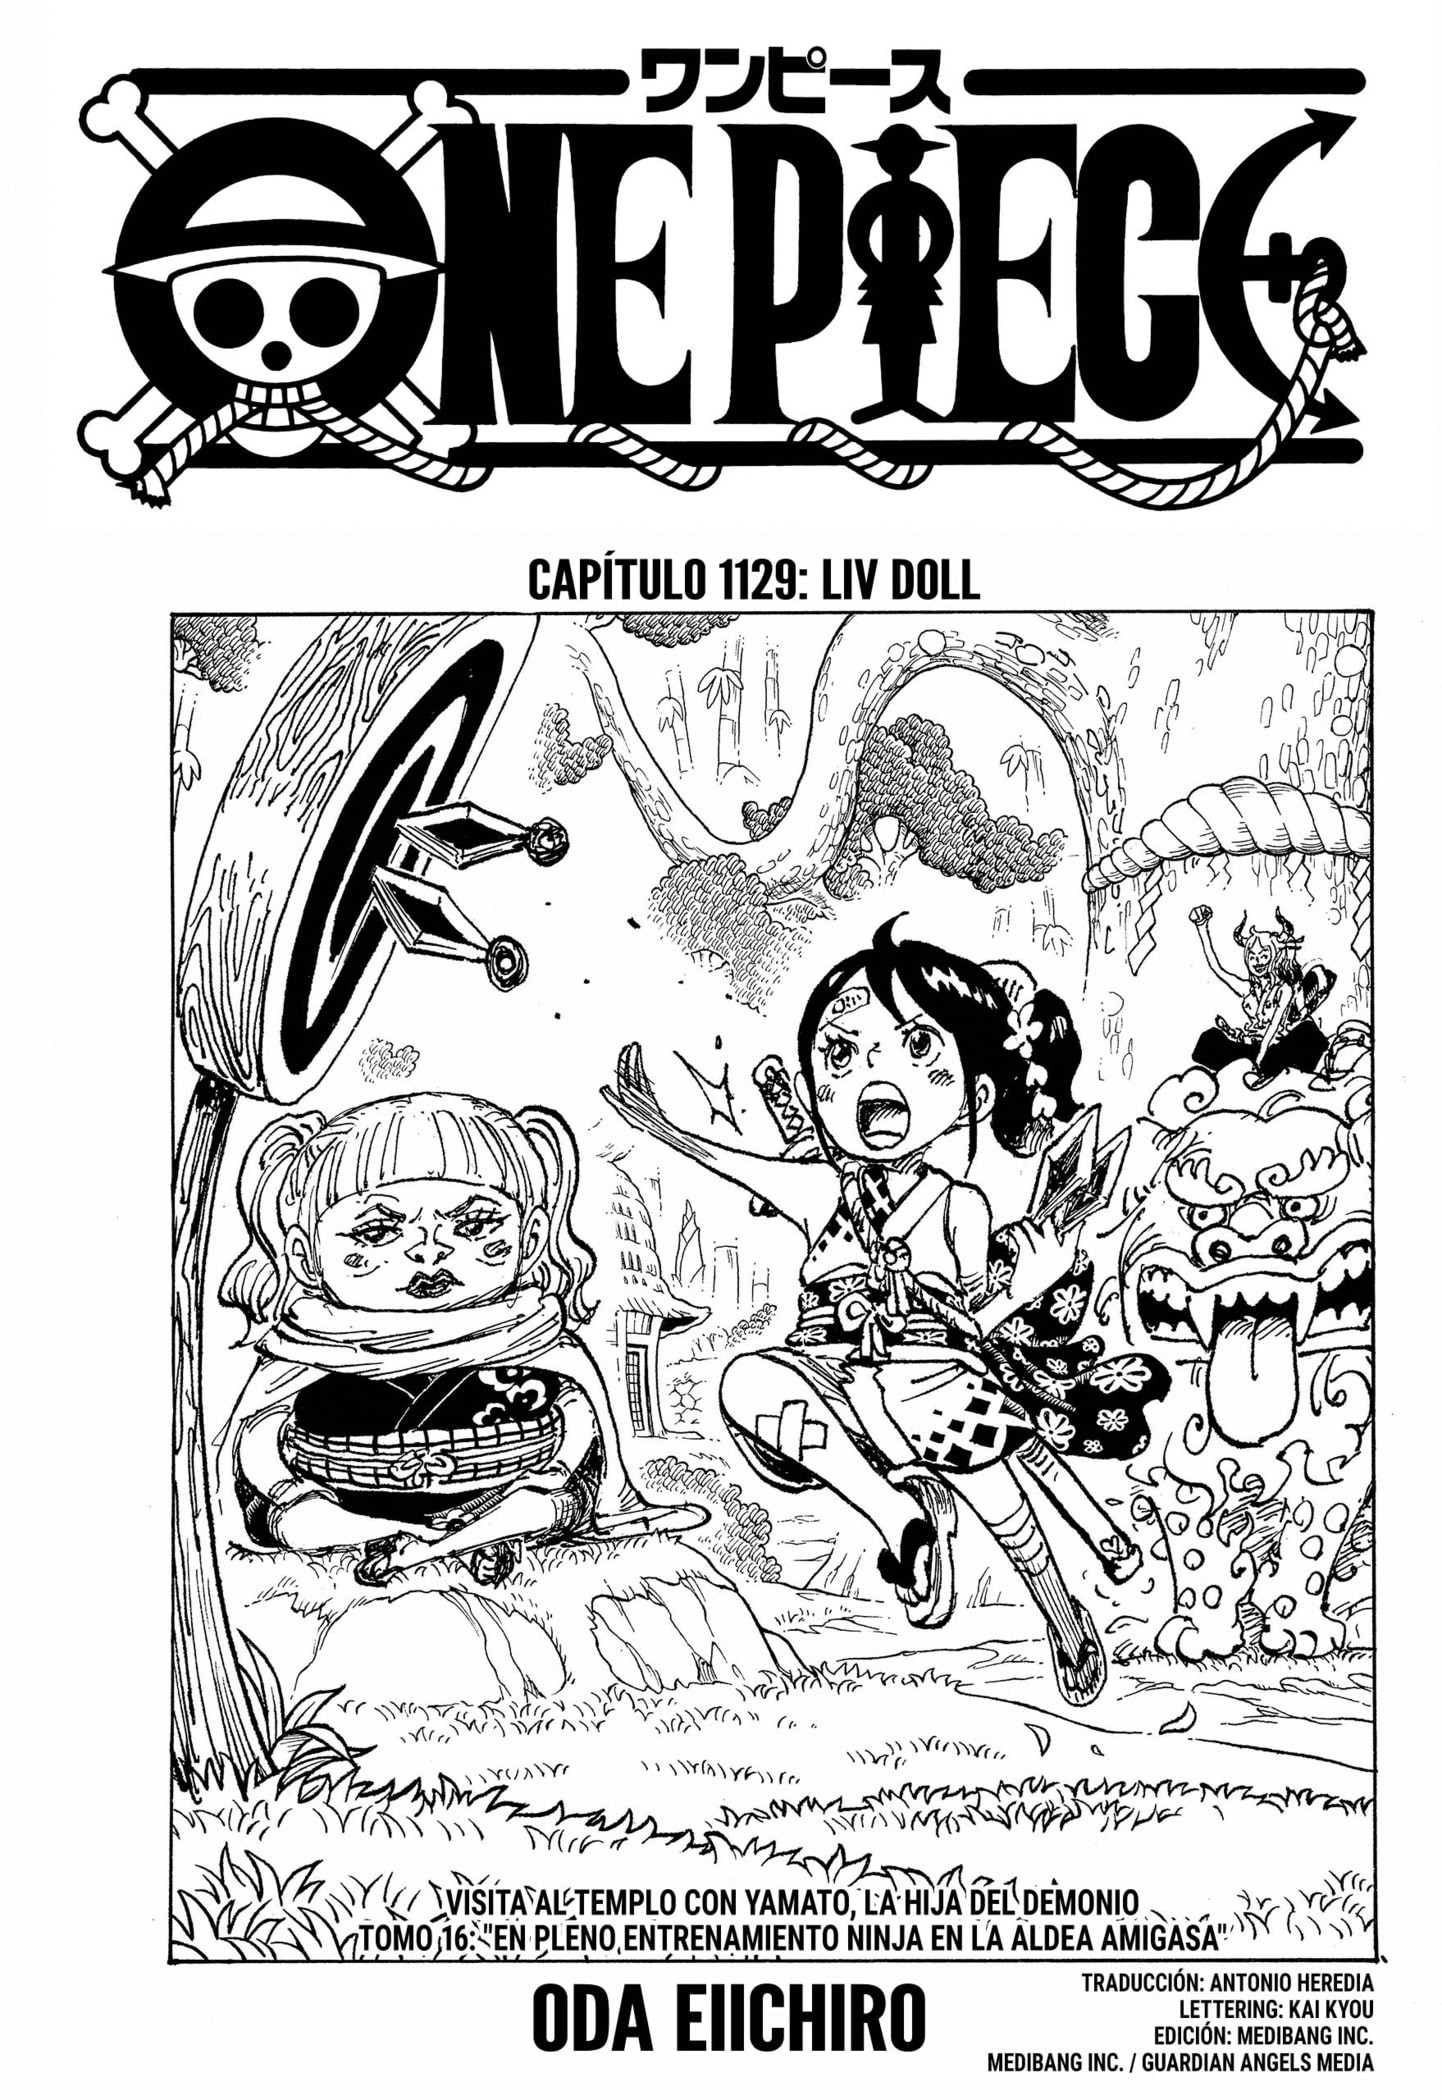 ワンピース
ONE PIECE
CAPÍTULO 1129: LIV DOLL
VISITA AL TEMPLO CON YAMATO, LA HIJA DEL DEMONIO
TOMO 16: "EN PLENO ENTRENAMIENTO NINJA EN LA ALDEA AMIGASA"
ODA EIICHIRO
TRADUCCIÓN: ANTONIO HEREDIA
LETTERING: KAI KYOU
EDICIÓN: MEDIBANG INC.
MEDIBANG INC. / GUARDIAN ANGELS MEDIA